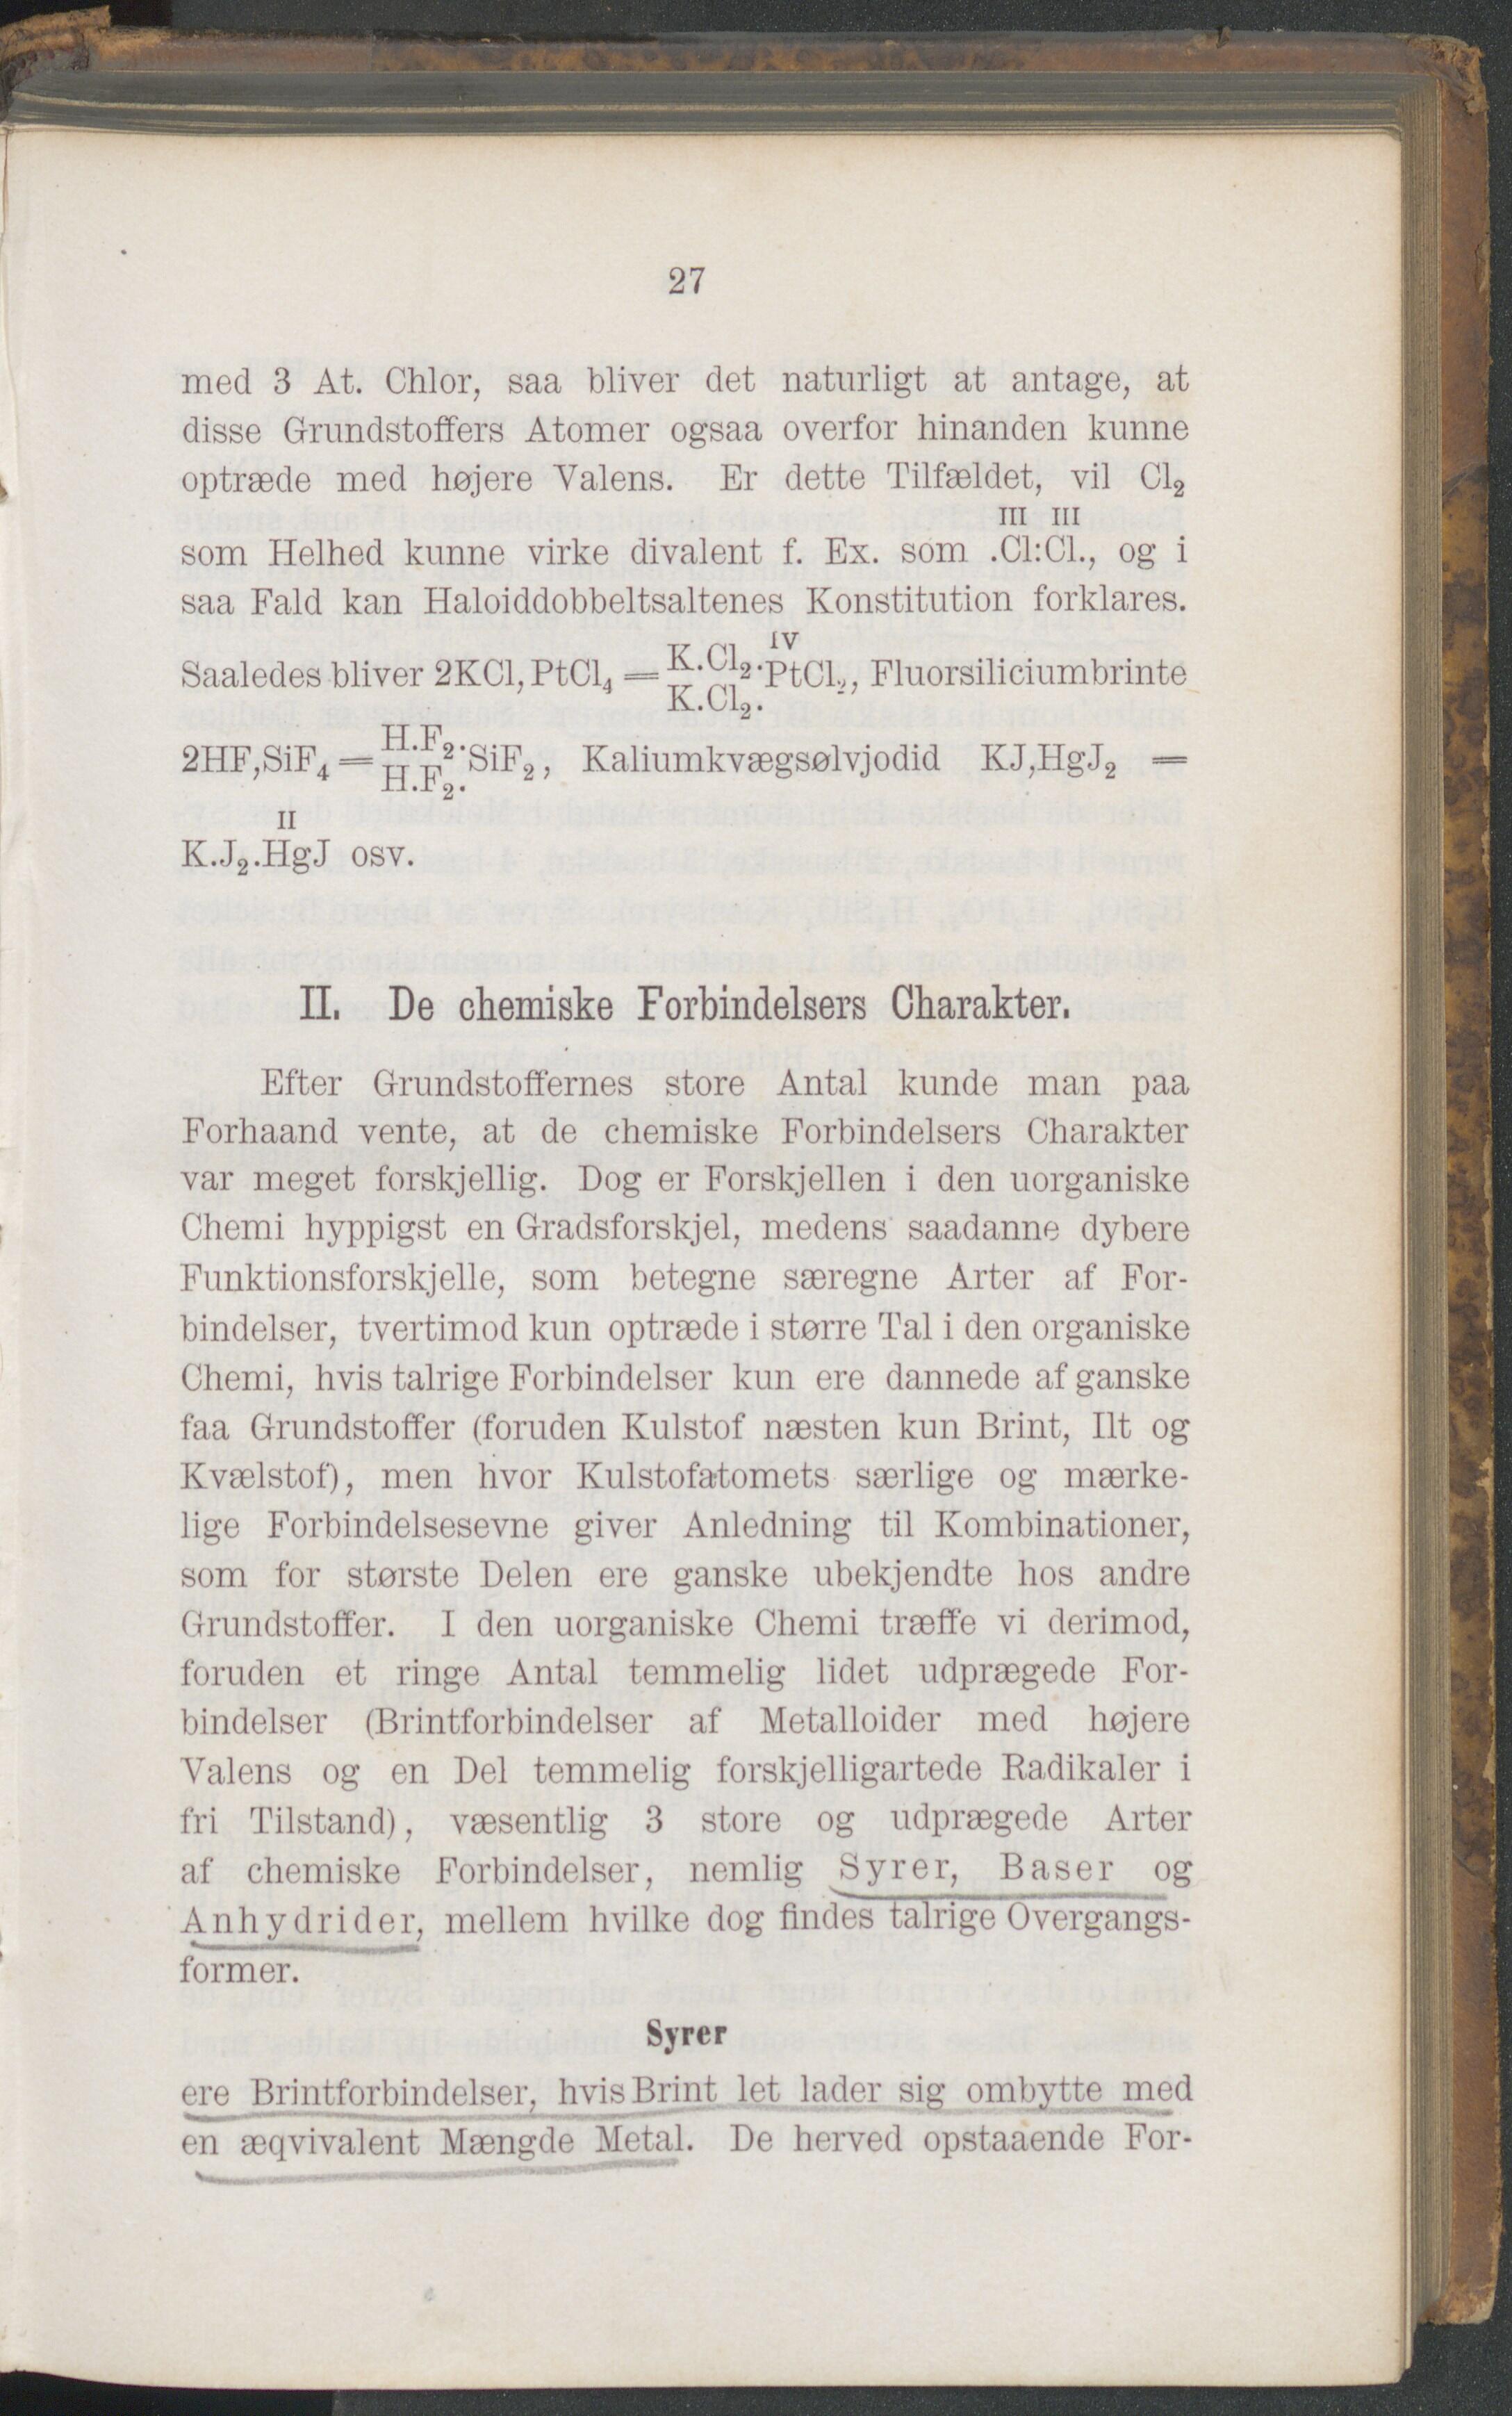 27
med 3 At. Chlor, saa bliver det naturligt at antage, at
disse Grundstoffers Atomer ogsaa overfor hinanden kunne
optræde med højere Valens. Er dette Tilfældet, vil Cl₂
III III
som Helhed kunne virke divalent f. Ex. som .Cl:Cl., og i
saa Fald kan Haloiddobbeltsaltenes Konstitution forklares.
IV
Saaledes bliver 2KCl, PtCl₄ = K.Cl₂.PtCl₂, Fluorsiliciumbrinte
K.Cl₂.
2HF,SiF₄ = H.F₂.SiF₂, Kaliumkvægsølvjodid KJ,HgJ₂ =
H.F₂.
II
K.J₂.HgJ osv.
II. De chemiske Forbindelsers Charakter.
Efter Grundstoffernes store Antal kunde man paa
Forhaand vente, at de chemiske Forbindelsers Charakter
var meget forskjellig. Dog er Forskjellen i den uorganiske
Chemi hyppigst en Gradsforskjel, medens saadanne dybere
Funktionsforskjelle, som betegne særegne Arter af For-
bindelser, tvertimod kun optræde i større Tal i den organiske
Chemi, hvis talrige Forbindelser kun ere dannede af ganske
faa Grundstoffer (foruden Kulstof næsten kun Brint, Ilt og
Kvælstof), men hvor Kulstofatomets særlige og mærke-
lige Forbindelsesevne giver Anledning til Kombinationer,
som for største Delen ere ganske ubekjendte hos andre
Grundstoffer. I den uorganiske Chemi træffe vi derimod,
foruden et ringe Antal temmelig lidet udprægede For-
bindelser (Brintforbindelser af Metalloider med højere
Valens og en Del temmelig forskjelligartede Radikaler i
fri Tilstand), væsentlig 3 store og udprægede Arter
af chemiske Forbindelser, nemlig Syrer, Baser og
Anhydrider, mellem hvilke dog findes talrige Overgangs-
former.
Syrer
ere Brintforbindelser, hvis Brint let lader sig ombytte med
en æqvivalent Mængde Metal. De herved opstaaende For-